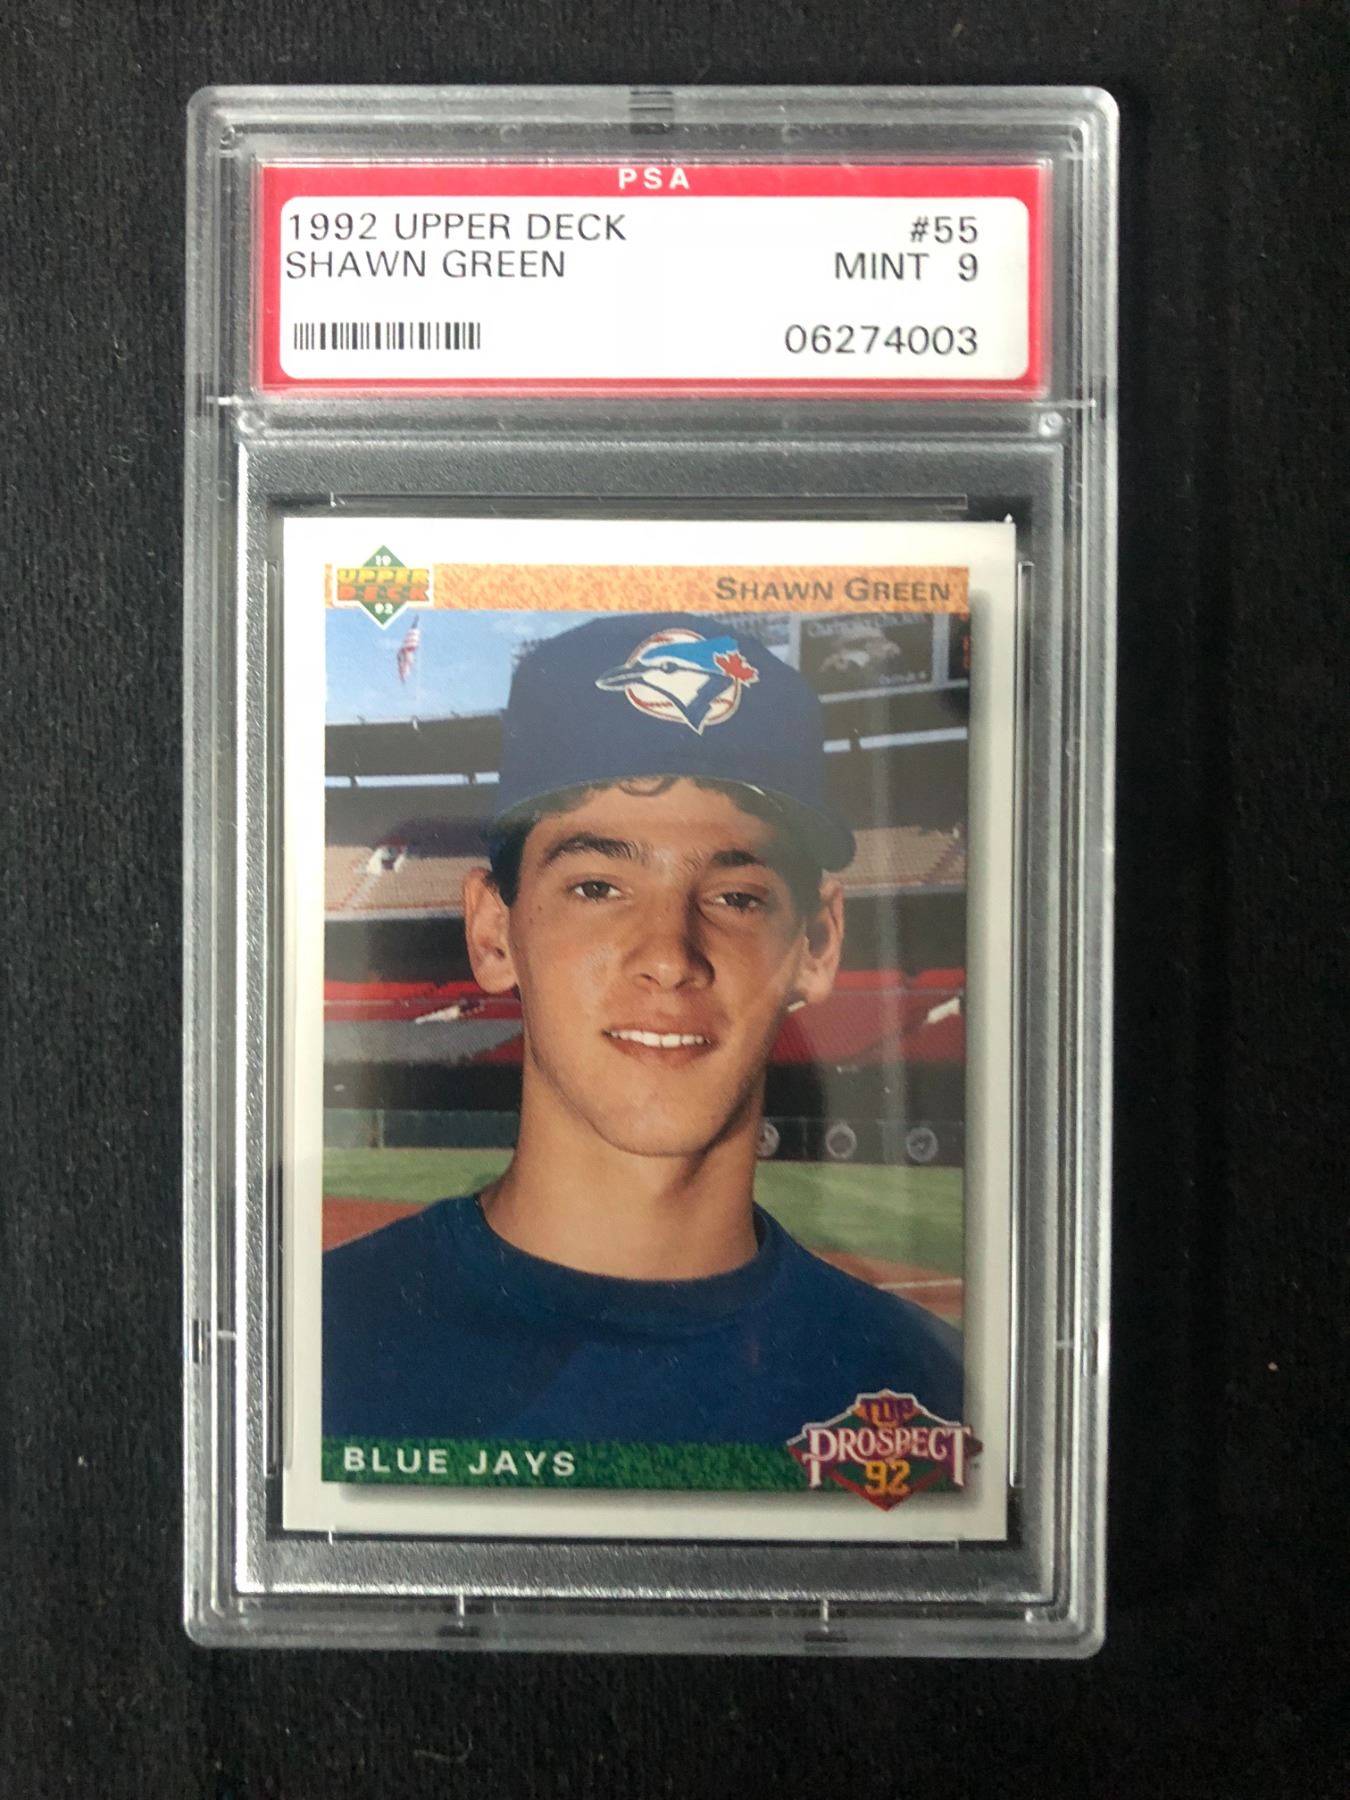 PSA
1992 UPPER DECK #55
SHAWN GREEN MINT 9
06274003
19
UPPER
DECK
92
SHAWN GREEN
BLUE JAYS
TOP
PROSPECT
92